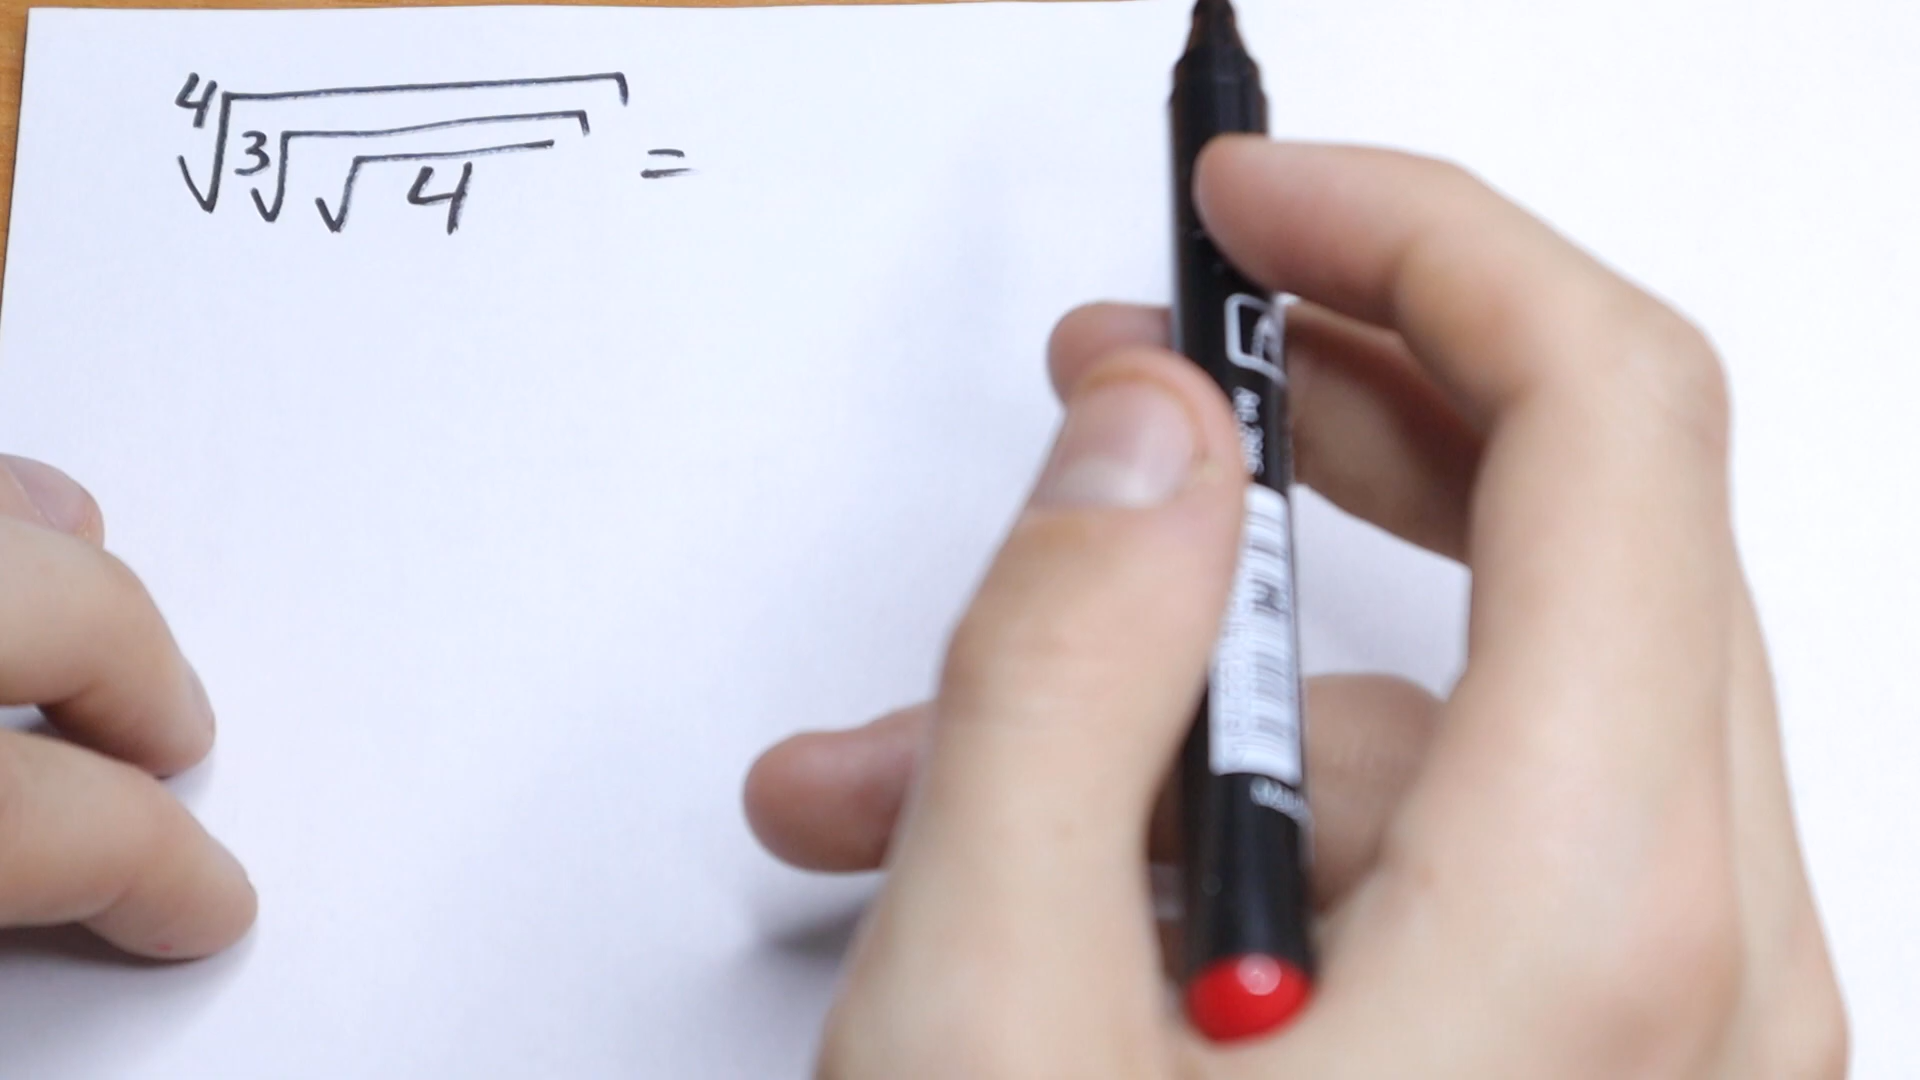 ⁴√(³√(√4)) =